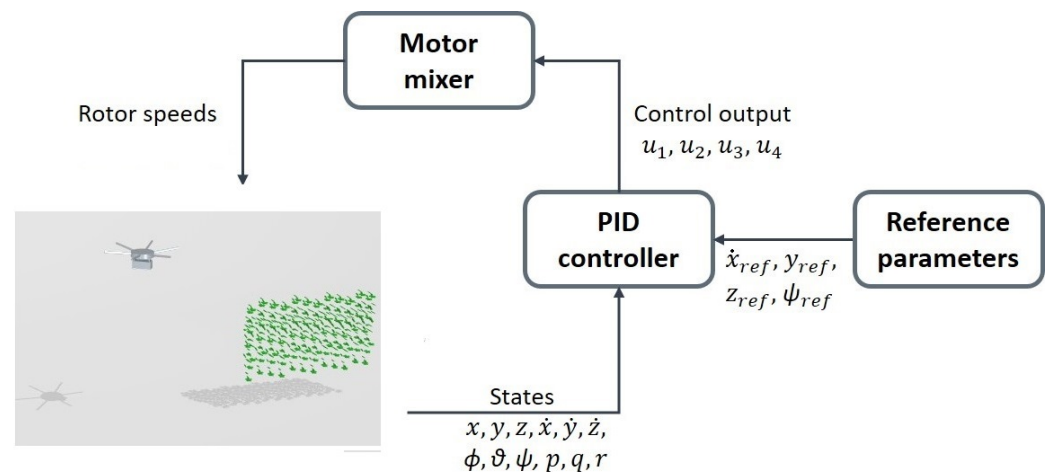 Motor
mixer
Rotor speeds
Control output
u₁, u₂, u₃, u₄
PID
controller
Reference
parameters
ẋ_ref, y_ref,
z_ref, ψ_ref
States
x, y, z, ẋ, ẏ, ż,
ϕ, ϑ, ψ, p, q, r